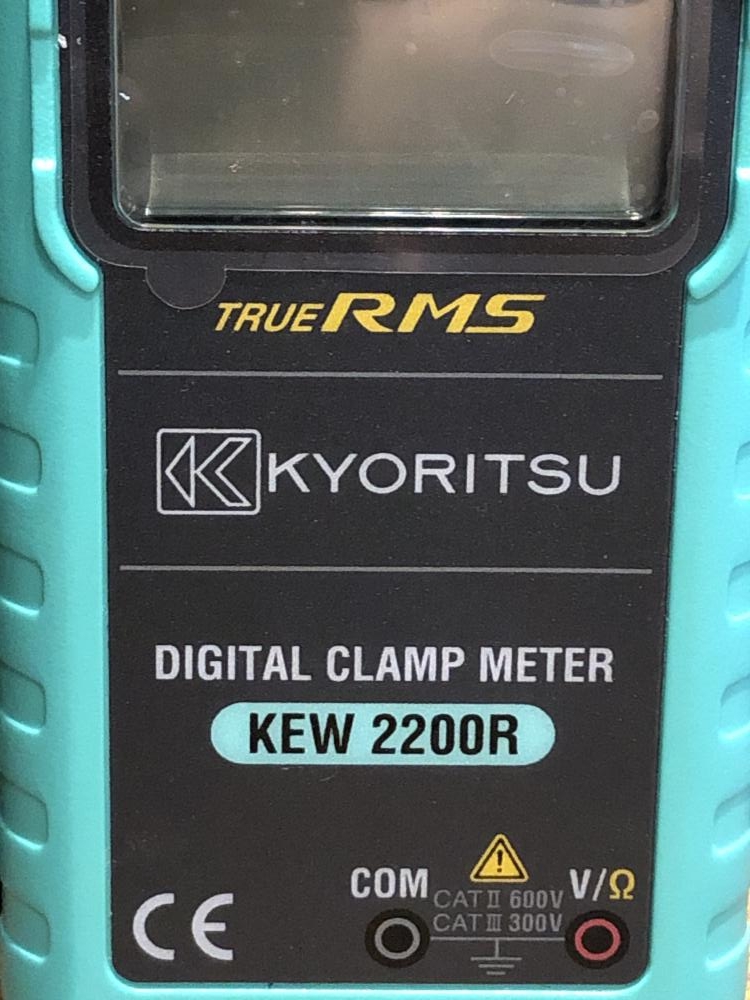 TRUE RMS
KYORITSU
DIGITAL CLAMP METER
KEW 2200R
COM V/Ω
CAT II 600V
CAT III 300V
CE